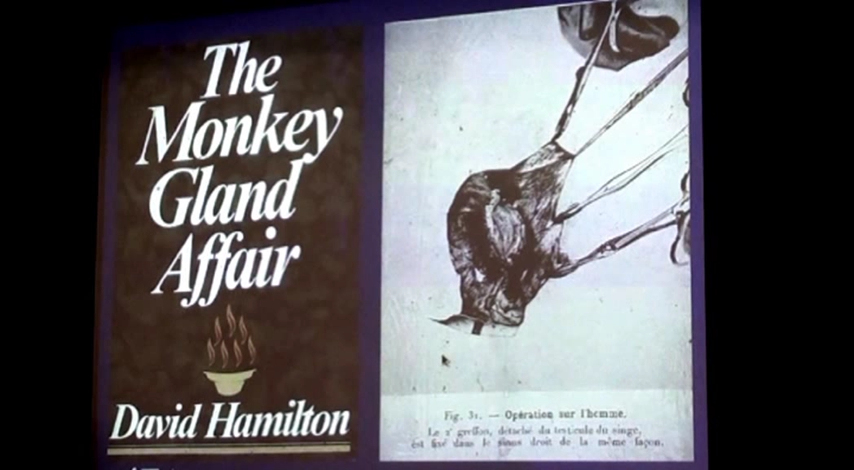 The
Monkey
Gland
Affair
David Hamilton
Fig. 31. — Opération sur l'homme.
Le 2e greffon, détaché du testicule du singe,
est fixé dans le sinus droit de la même façon.